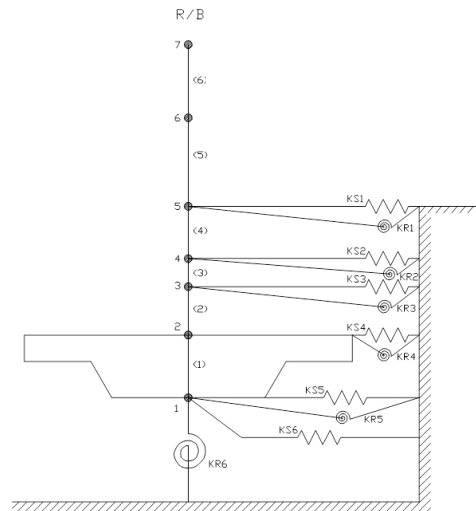 R/B
7
(6)
6
(5)
5
KS1
KR1
(4)
KS2
4
KR2
(3)
KS3
3
KR3
(2)
KS4
2
KR4
(1)
KS5
1
KR5
KS6
KR6